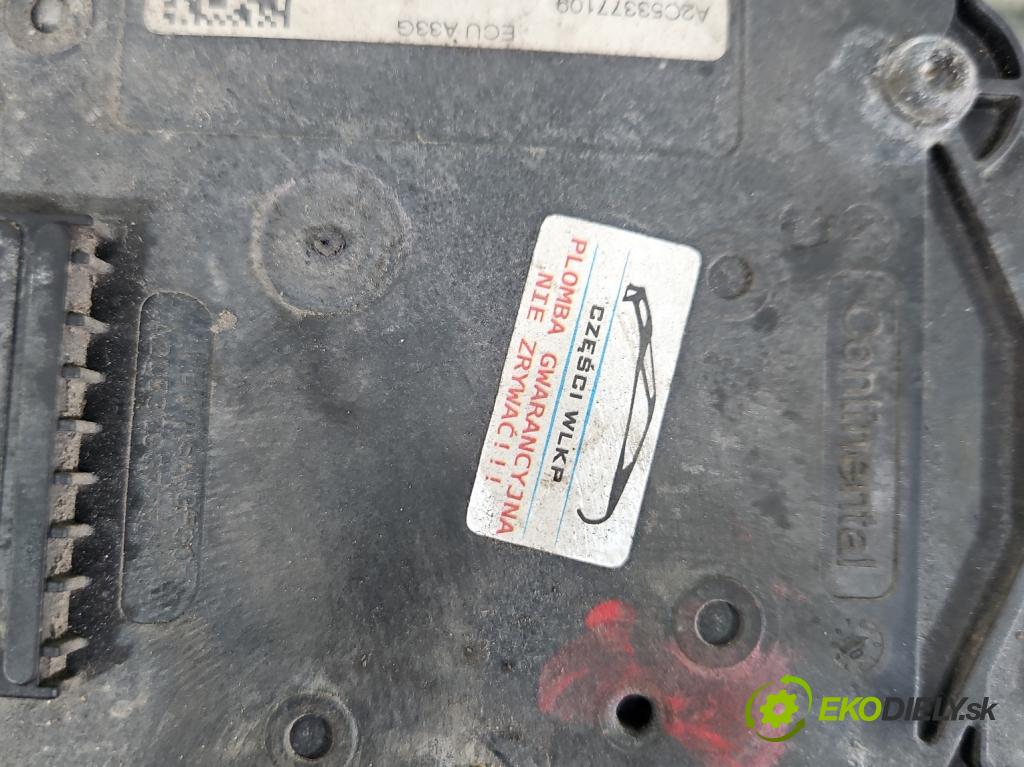 A2C53377109
ECU A33G
CZĘŚCI WLKP
PLOMBA GWARANCYJNA
NIE ZRYWAĆ!!!
Continental
EKODIELY.sk